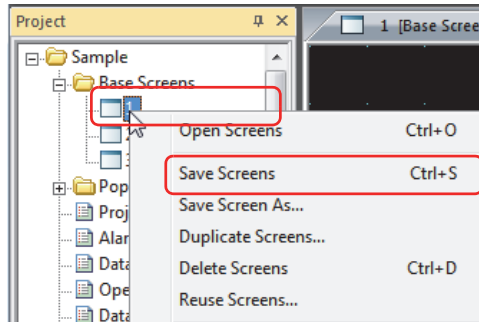 Project
1 [Base Scree
Sample
Base Screens
1
Open Screens Ctrl+O
Save Screens Ctrl+S
Pop
Save Screen As...
Proj
Duplicate Screens...
Alar
Data
Delete Screens Ctrl+D
Ope
Reuse Screens...
Data